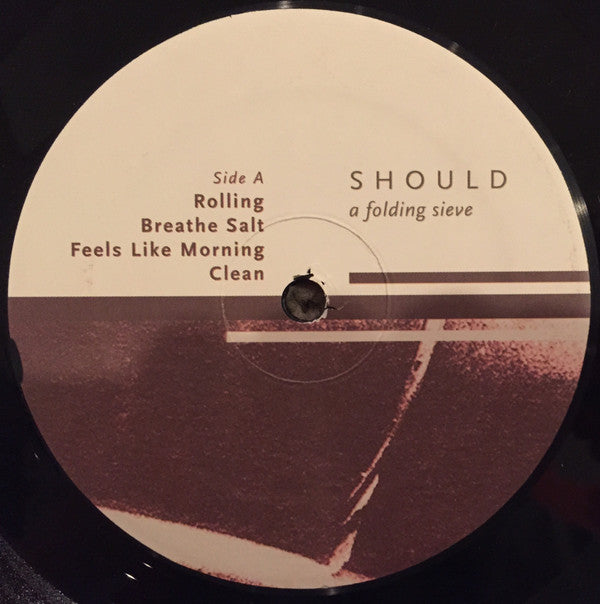 Side A
Rolling
Breathe Salt
Feels Like Morning
Clean
SHOULD
a folding sieve